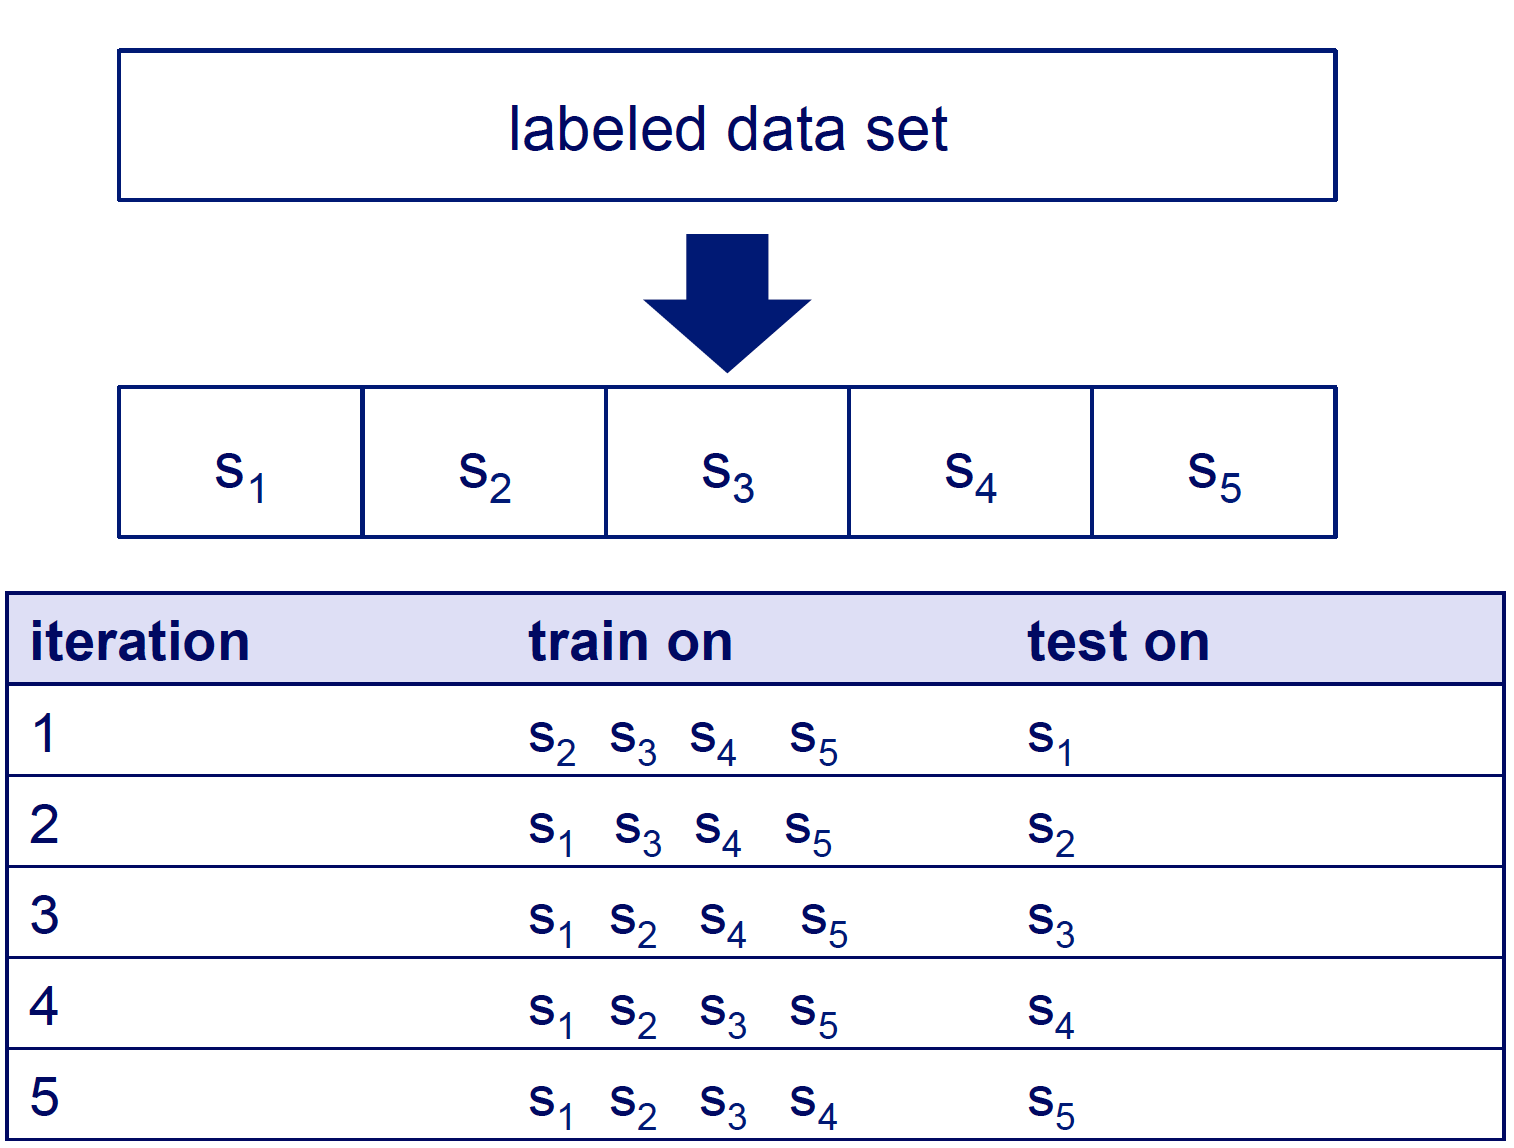 labeled data set
s₁ s₂ s₃ s₄ s₅
iteration train on test on
1 s₂ s₃ s₄ s₅ s₁
2 s₁ s₃ s₄ s₅ s₂
3 s₁ s₂ s₄ s₅ s₃
4 s₁ s₂ s₃ s₅ s₄
5 s₁ s₂ s₃ s₄ s₅